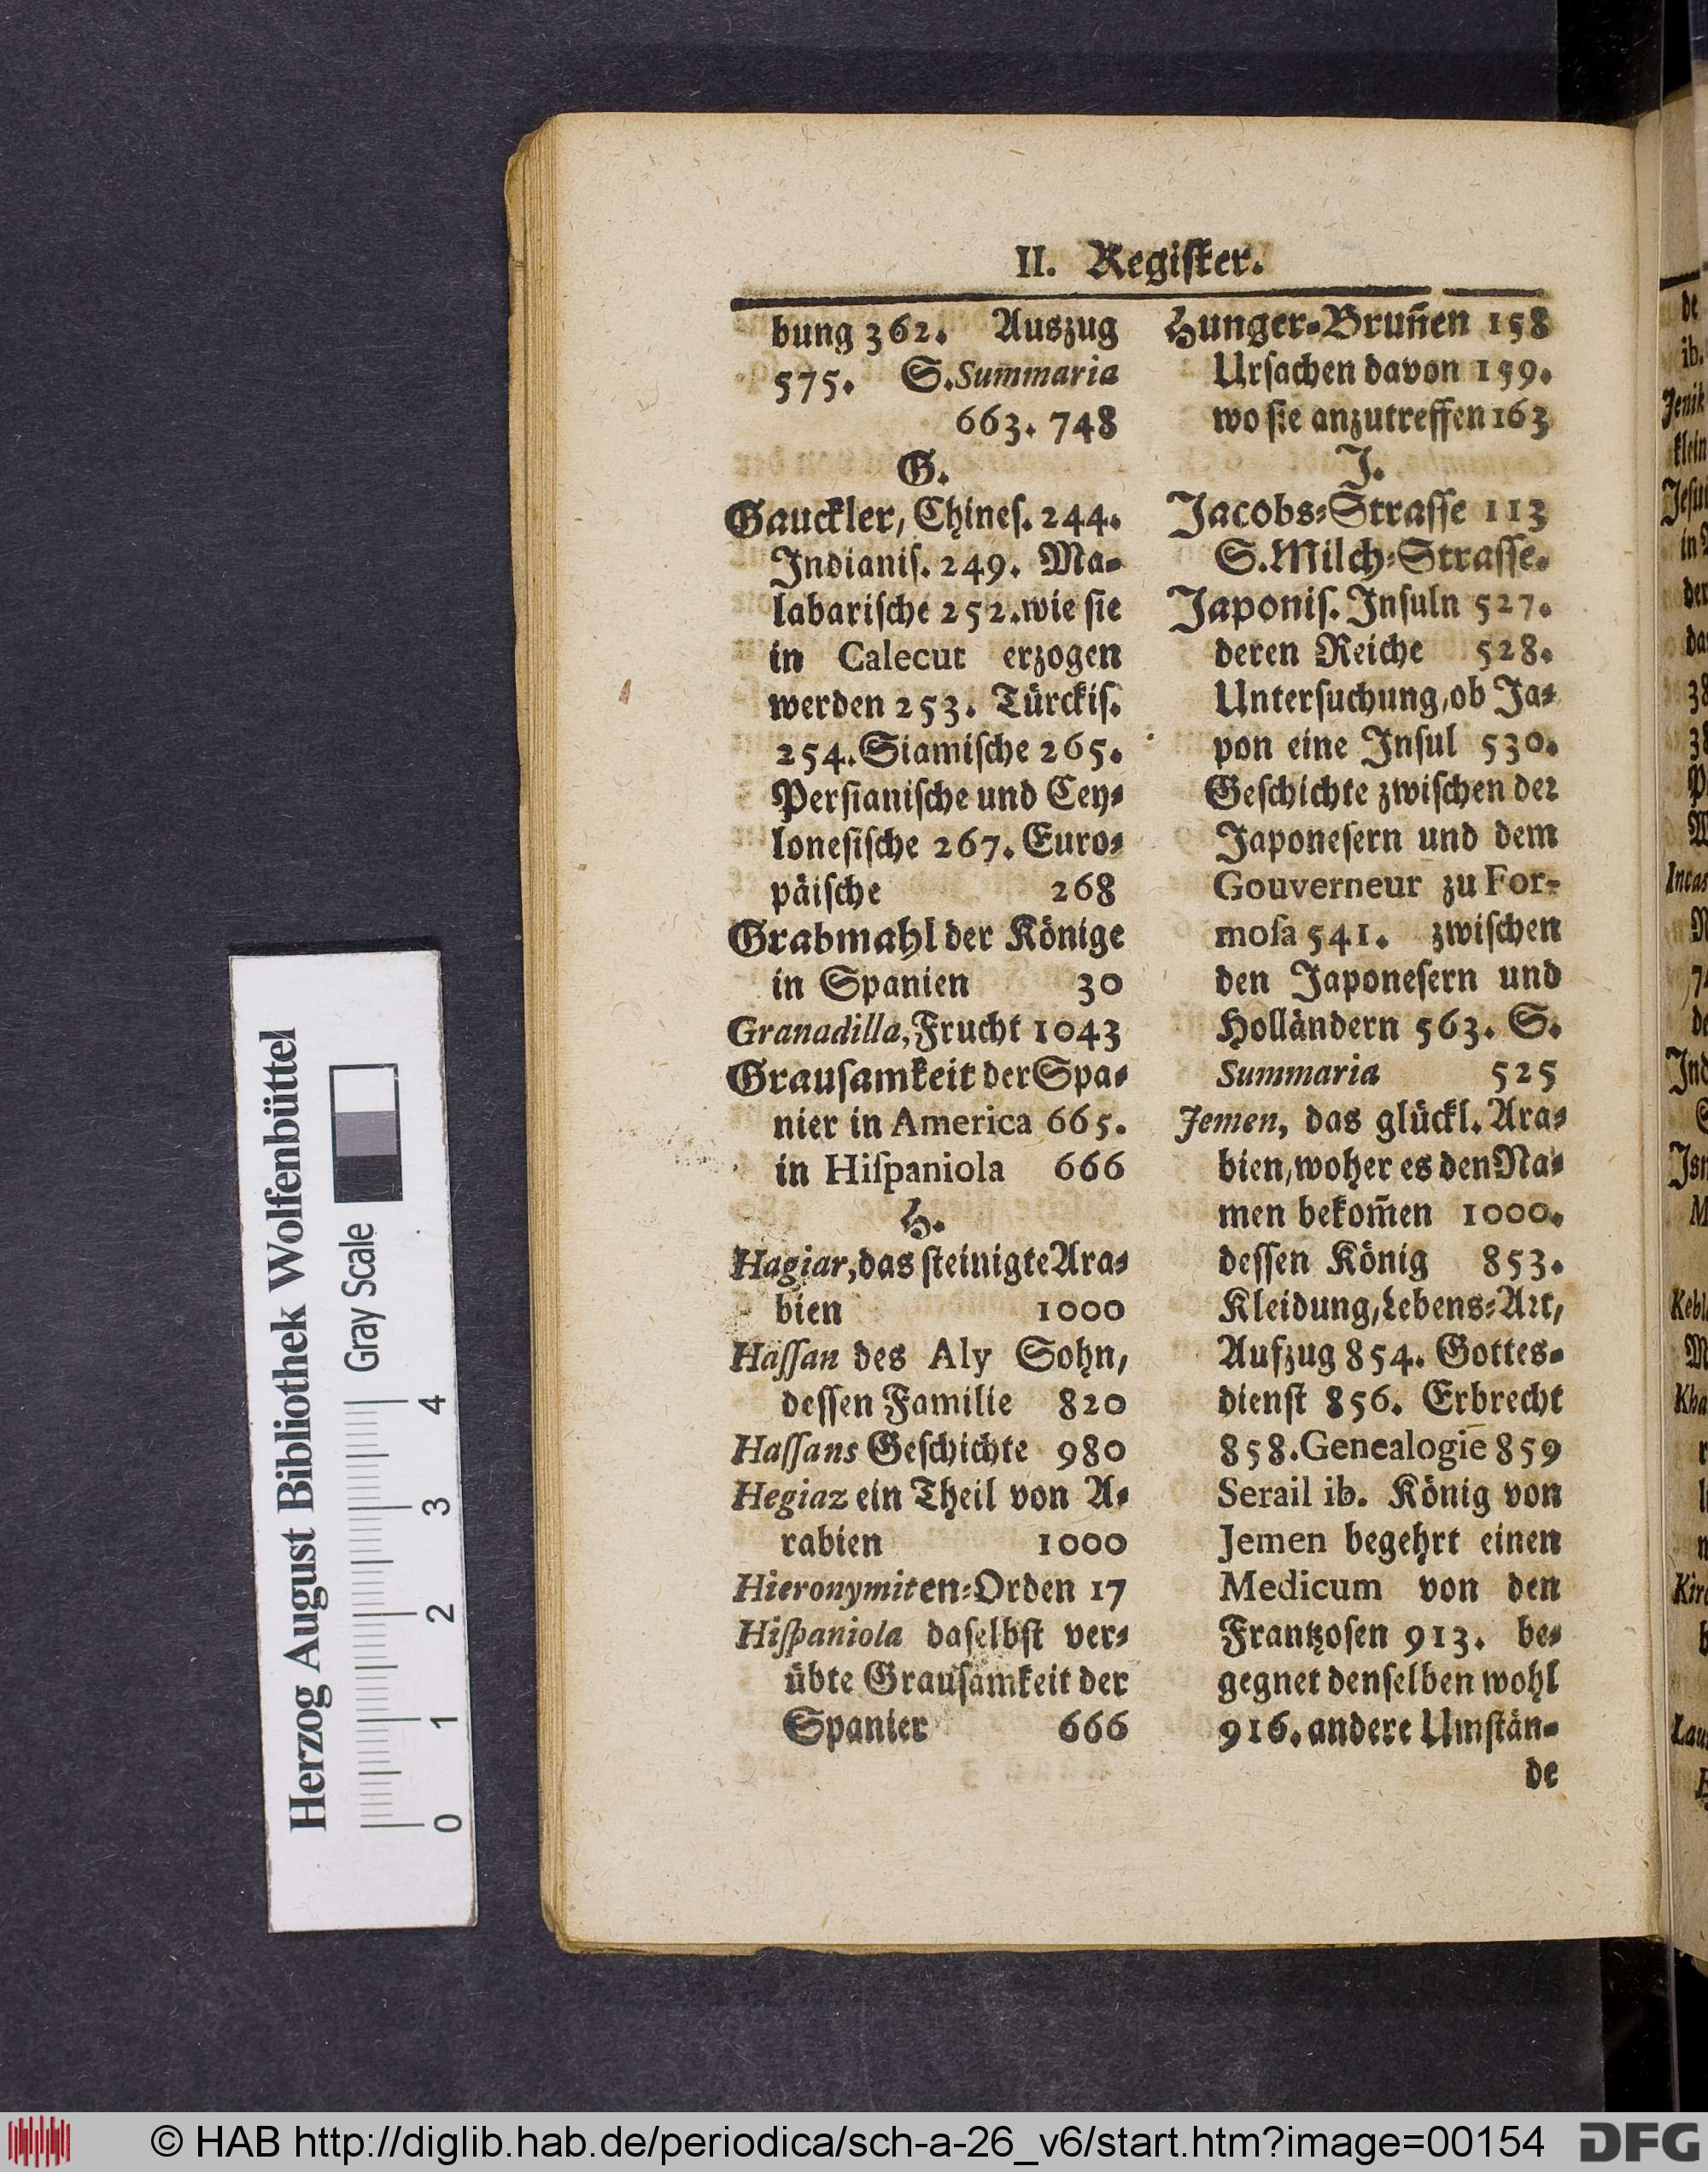 II. Regiſter.
bung 362. Auszug
575. S. Summaria
663. 748
G.
Gauckler, Chineſ. 244.
Indianiſ. 249. Ma-
labariſche 252. wie ſie
in Calecut erzogen
werden 253. Türckiſ.
254. Siamiſche 265.
Perſianiſche und Cey-
loneſiſche 267. Euro-
päiſche 268
Grabmahl der Könige
in Spanien 30
Granadilla, Frucht 1043
Grauſamkeit der Spa-
nier in America 665.
in Hiſpaniola 666
H.
Hagiar, das ſteinigte Ara-
bien 1000
Haſſan des Aly Sohn,
deſſen Familie 820
Haſſans Geſchichte 980
Hegiaz ein Theil von A-
rabien 1000
Hieronymiten-Orden 17
Hiſpaniola daſelbſt ver-
übte Grauſamkeit der
Spanier 666
Hunger-Brun̄en 158
Urſachen davon 159.
wo ſie anzutreffen 163
J.
Jacobs-Straſſe 113
S. Milch-Straſſe.
Japoniſ. Inſuln 527.
deren Reiche 528.
Unterſuchung, ob Ja-
pon eine Inſul 530.
Geſchichte zwiſchen der
Japoneſern und dem
Gouverneur zu For-
moſa 541. zwiſchen
den Japoneſern und
Holländern 563. S.
Summaria 525
Jemen, das glückl. Ara-
bien, woher es den Na-
men bekom̄en 1000.
deſſen König 853.
Kleidung, Lebens-Art,
Aufzug 854. Gottes-
dienſt 856. Erbrecht
858. Genealogie 859
Serail ib. König von
Jemen begehrt einen
Medicum von den
Frantzoſen 913. be-
gegnet denſelben wohl
916. andere Umſtän-
de
Herzog August Bibliothek Wolfenbüttel
Gray Scale
0 1 2 3 4
© HAB http://diglib.hab.de/periodica/sch-a-26_v6/start.htm?image=00154
DFG